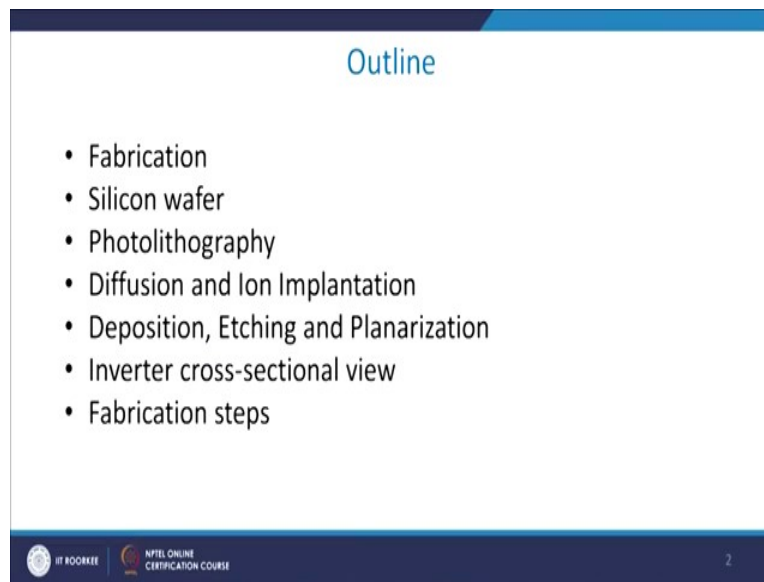 Outline
• Fabrication
• Silicon wafer
• Photolithography
• Diffusion and Ion Implantation
• Deposition, Etching and Planarization
• Inverter cross-sectional view
• Fabrication steps
IIT ROORKEE
NPTEL ONLINE
CERTIFICATION COURSE
2